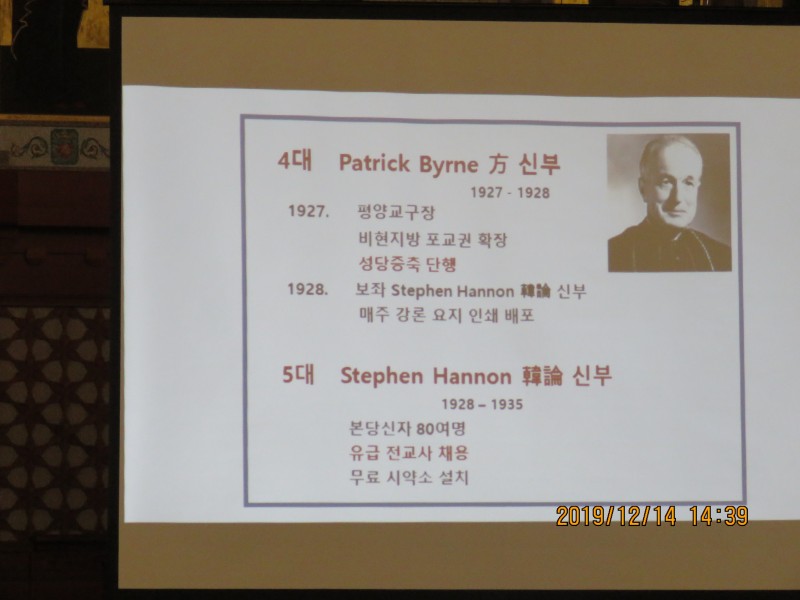 4대 Patrick Byrne 方 신부
1927 - 1928
1927. 평양교구장
비현지방 포교권 확장
성당증축 단행
1928. 보좌 Stephen Hannon 韓論 신부
매주 강론 요지 인쇄 배포
5대 Stephen Hannon 韓論 신부
1928 – 1935
본당신자 80여명
유급 전교사 채용
무료 시약소 설치
2019/12/14 14:39